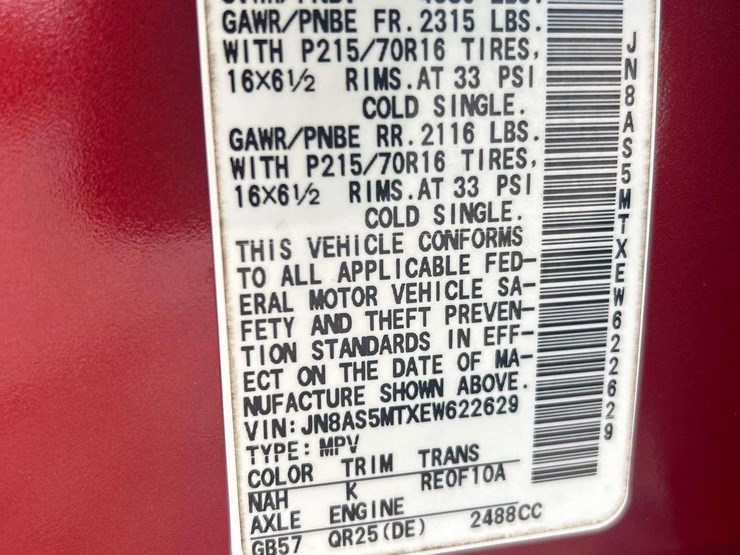 GAWR/PNBE FR.2315 LBS.
WITH P215/70R16 TIRES,
16X6½ RIMS.AT 33 PSI
COLD SINGLE.
GAWR/PNBE RR.2116 LBS.
WITH P215/70R16 TIRES,
16X6½ RIMS.AT 33 PSI
COLD SINGLE.
THIS VEHICLE CONFORMS
TO ALL APPLICABLE FED-
ERAL MOTOR VEHICLE SA-
FETY AND THEFT PREVEN-
TION STANDARDS IN EFF-
ECT ON THE DATE OF MA-
NUFACTURE SHOWN ABOVE.
VIN:JN8AS5MTXEW622629
TYPE: MPV
COLOR TRIM TRANS
NAH K RE0F10A
AXLE ENGINE
GB57 QR25(DE) 2488CC
JN8AS5MTXEW622629